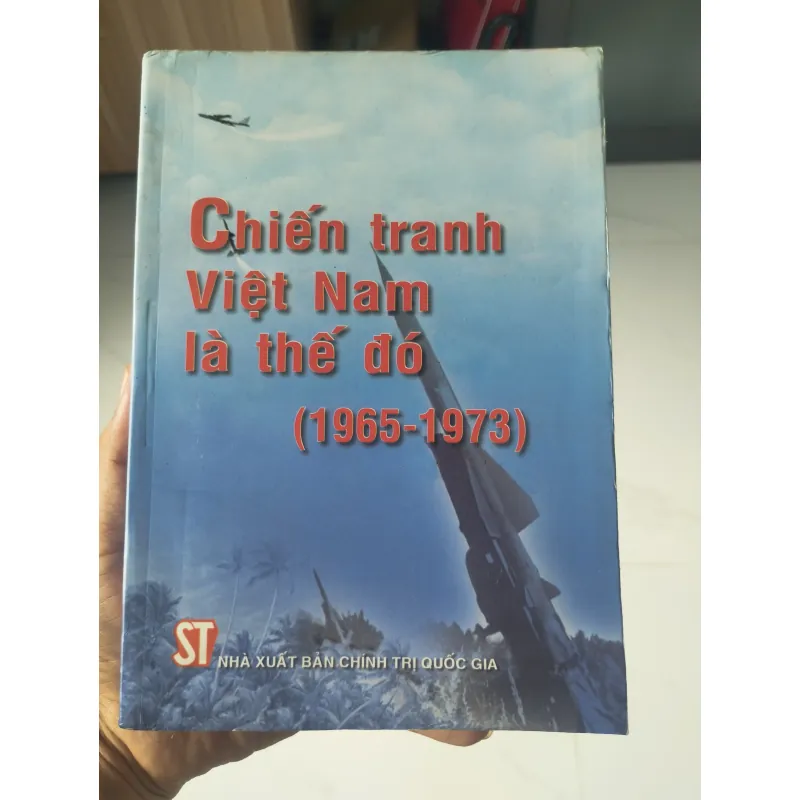 Chiến tranh
Việt Nam
là thế đó
(1965-1973)
ST NHÀ XUẤT BẢN CHÍNH TRỊ QUỐC GIA